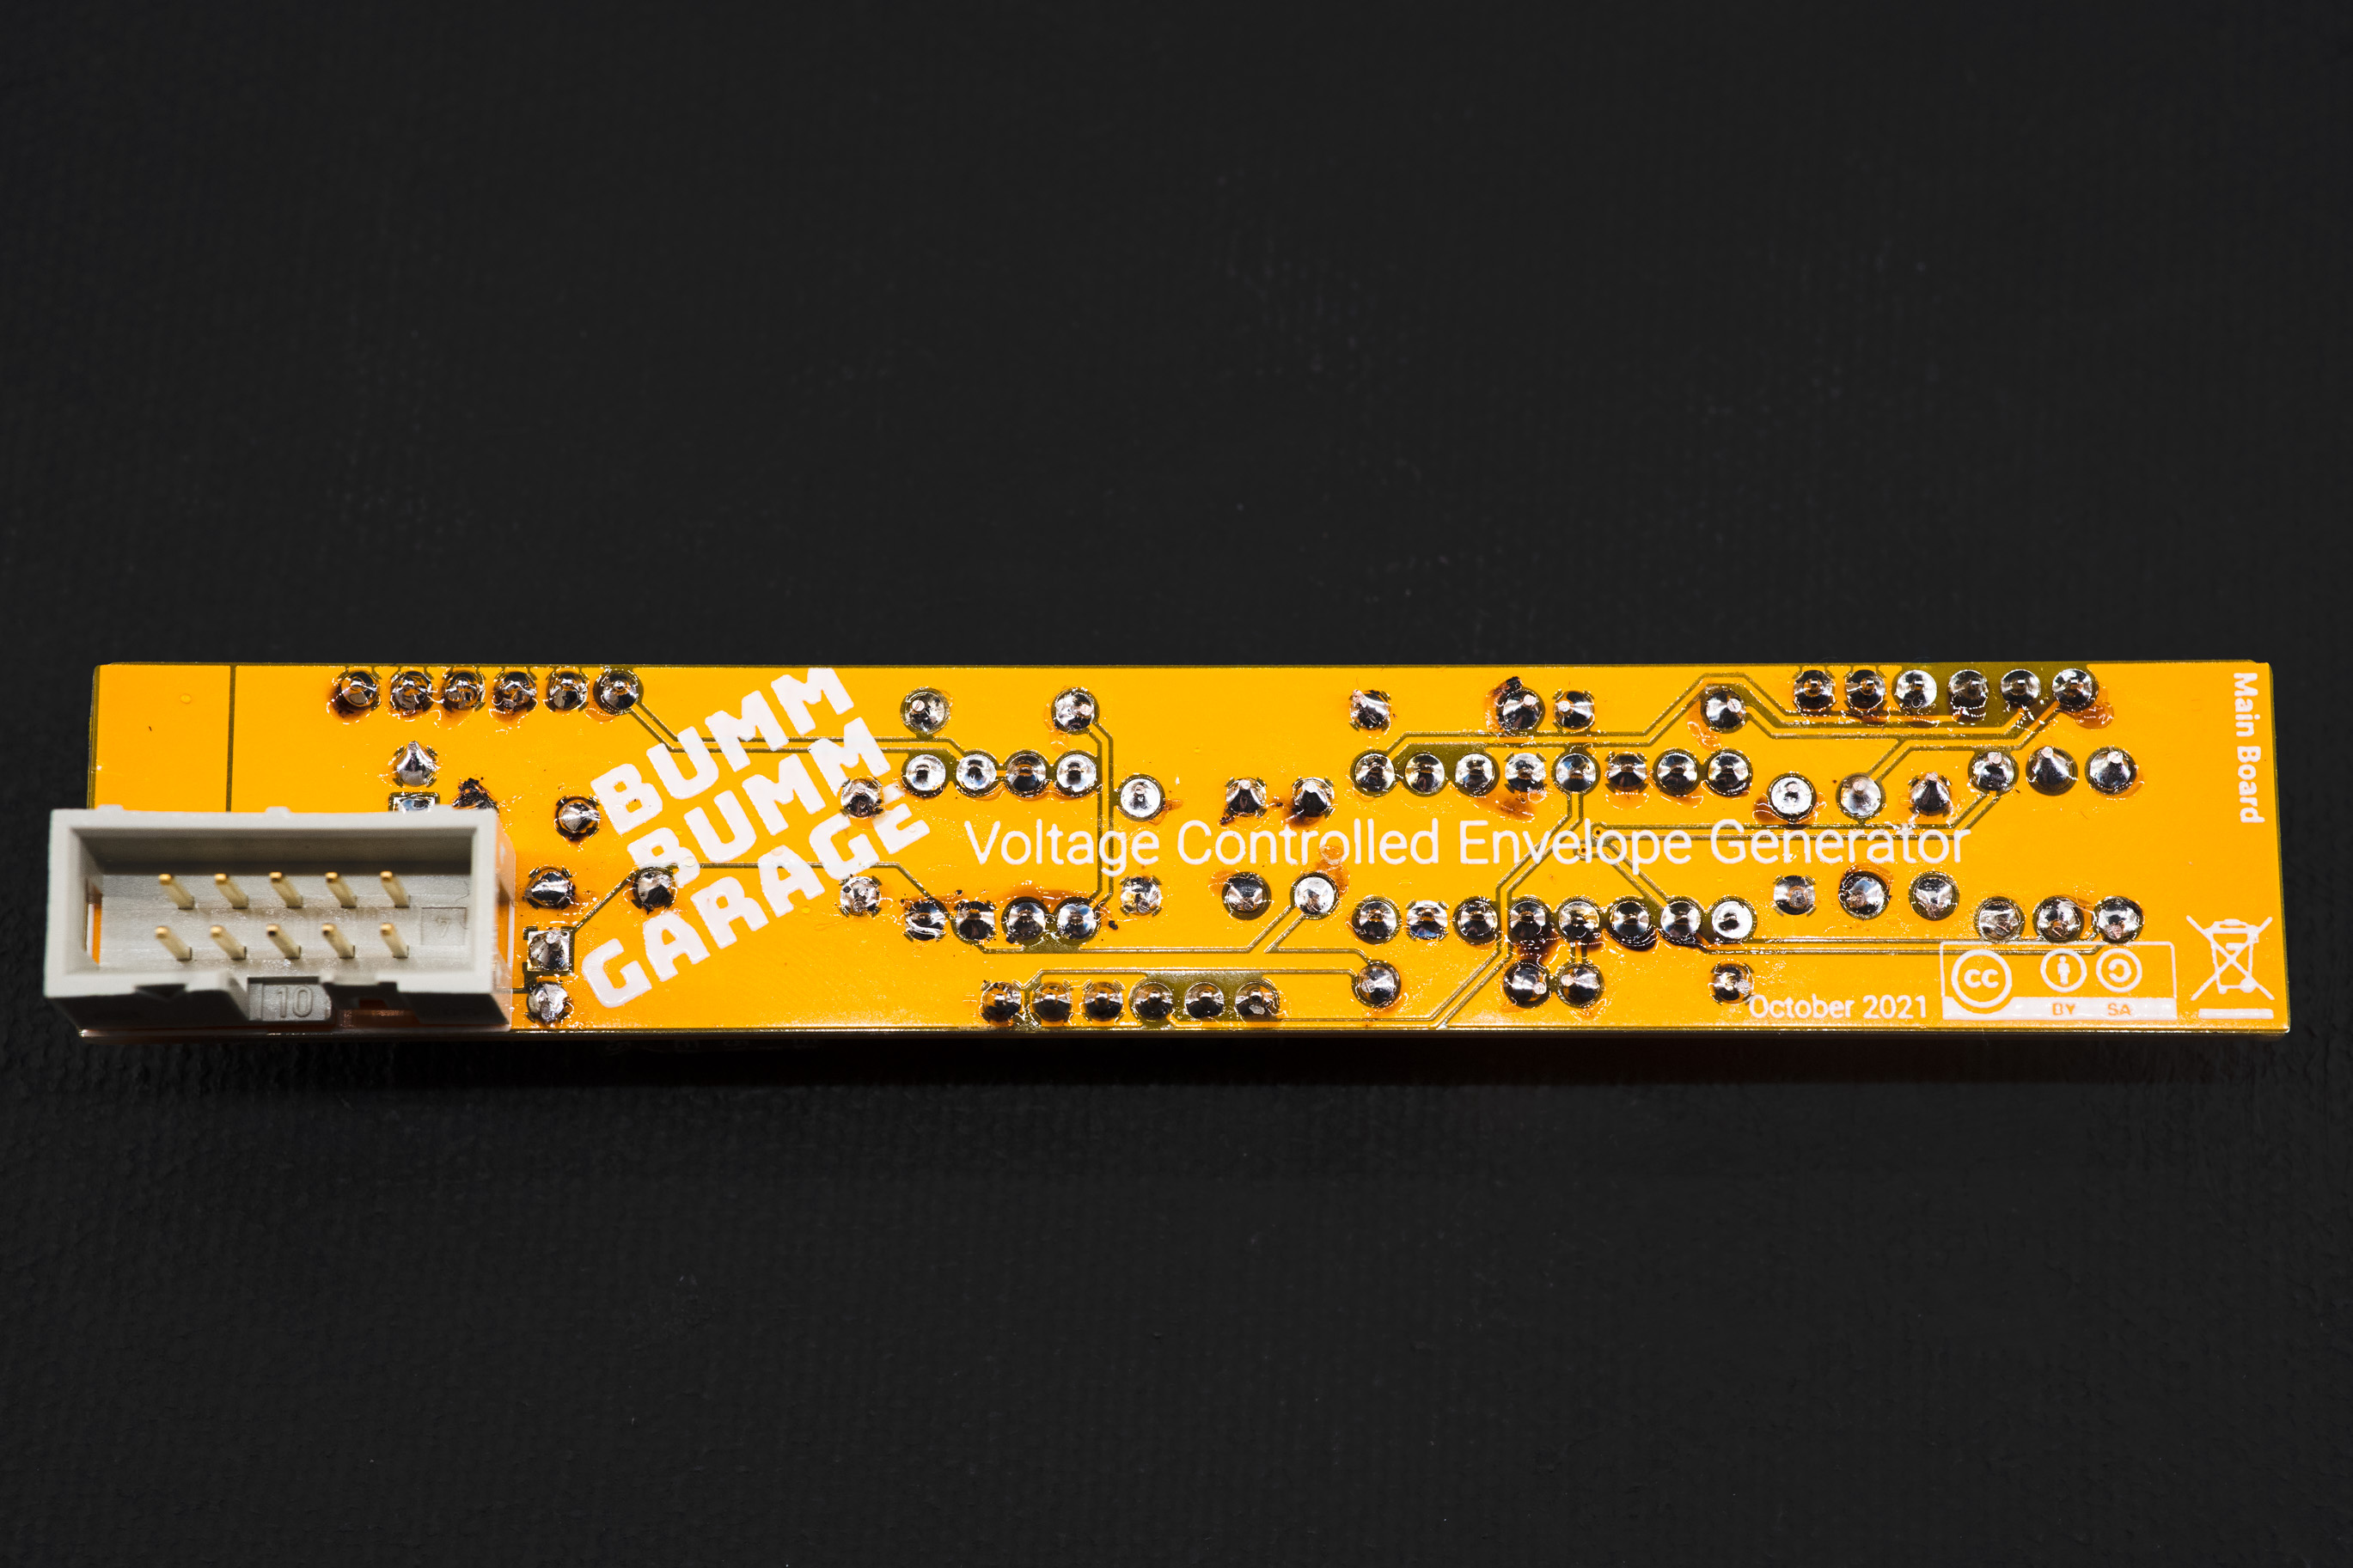 BUMM
BUMM
GARAGE
Voltage Controlled Envelope Generator
Main Board
October 2021
cc
BY SA
10